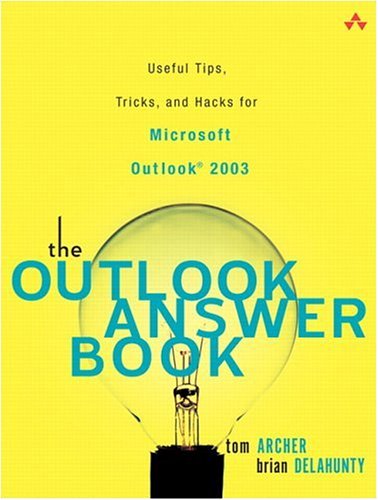 Useful Tips,
Tricks, and Hacks for
Microsoft
Outlook® 2003
the
OUTLOOK
ANSWER
BOOK
tom ARCHER
brian DELAHUNTY